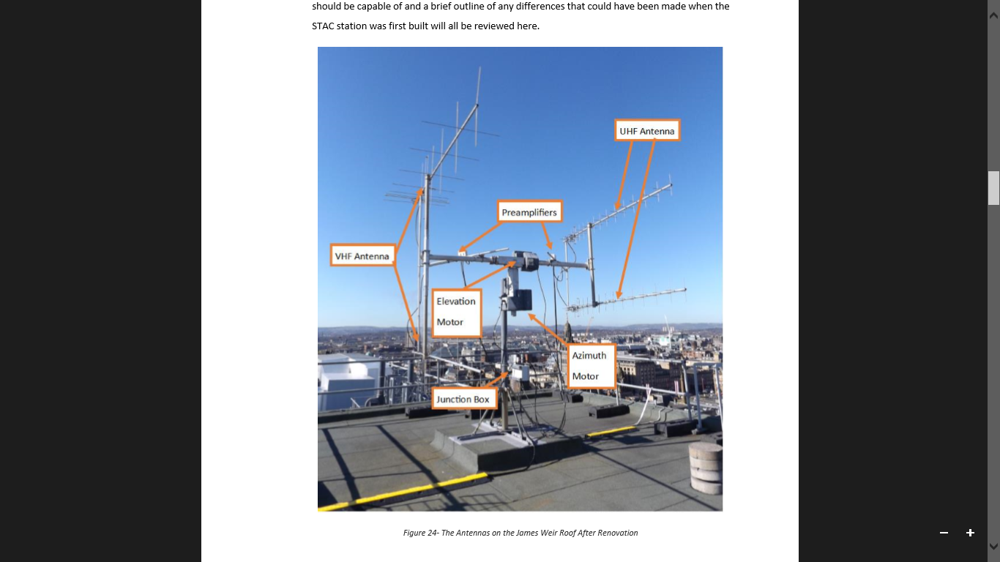 should be capable of and a brief outline of any differences that could have been made when the
STAC station was first built will all be reviewed here.
UHF Antenna
Preamplifiers
VHF Antenna
Elevation
Motor
Azimuth
Motor
Junction Box
Figure 24- The Antennas on the James Weir Roof After Renovation